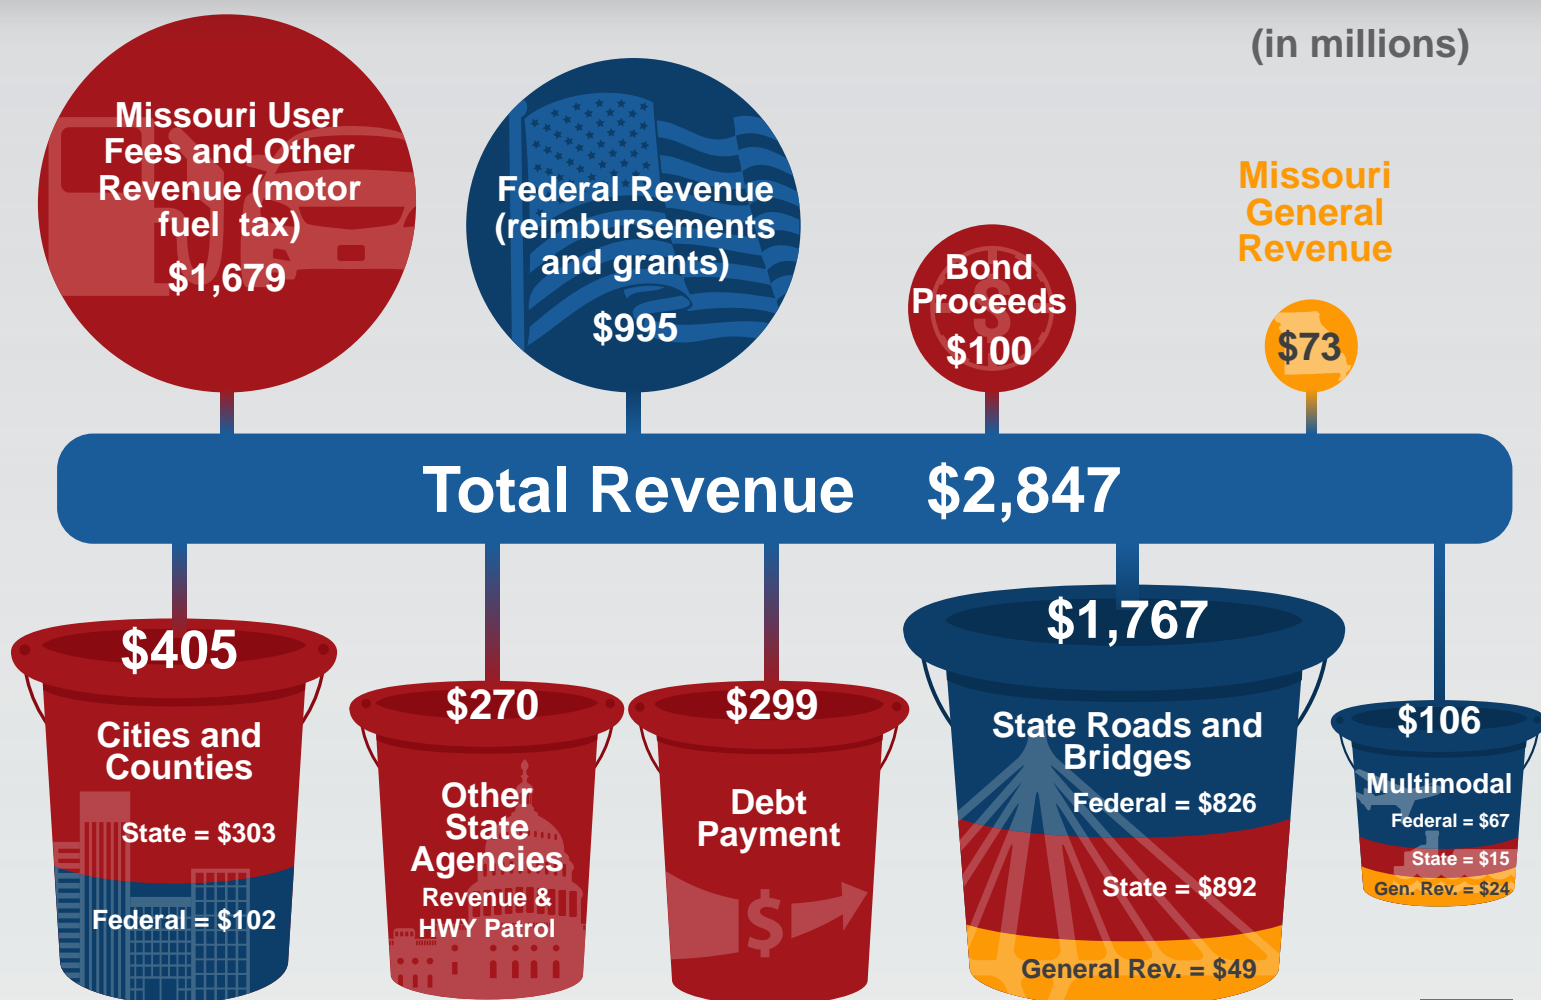 (in millions)
Missouri User
Fees and Other
Revenue (motor
fuel tax)
$1,679
Federal Revenue
(reimbursements
and grants)
$995
Bond
Proceeds
$100
Missouri
General
Revenue
$73
Total Revenue $2,847
$405
Cities and
Counties
State = $303
Federal = $102
$270
Other
State
Agencies
Revenue &
HWY Patrol
$299
Debt
Payment
$
$1,767
State Roads and
Bridges
Federal = $826
State = $892
General Rev. = $49
$106
Multimodal
Federal = $67
State = $15
Gen. Rev. = $24